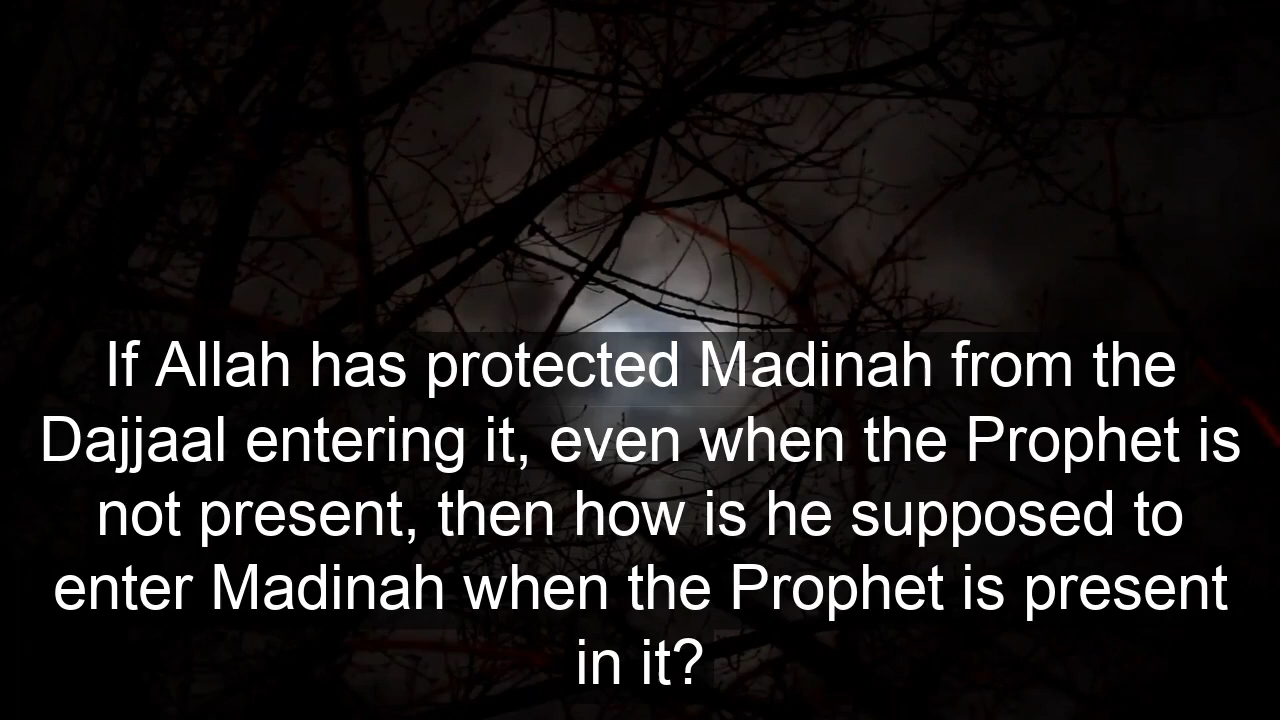 If Allah has protected Madinah from the
Dajjaal entering it, even when the Prophet is
not present, then how is he supposed to
enter Madinah when the Prophet is present
in it?